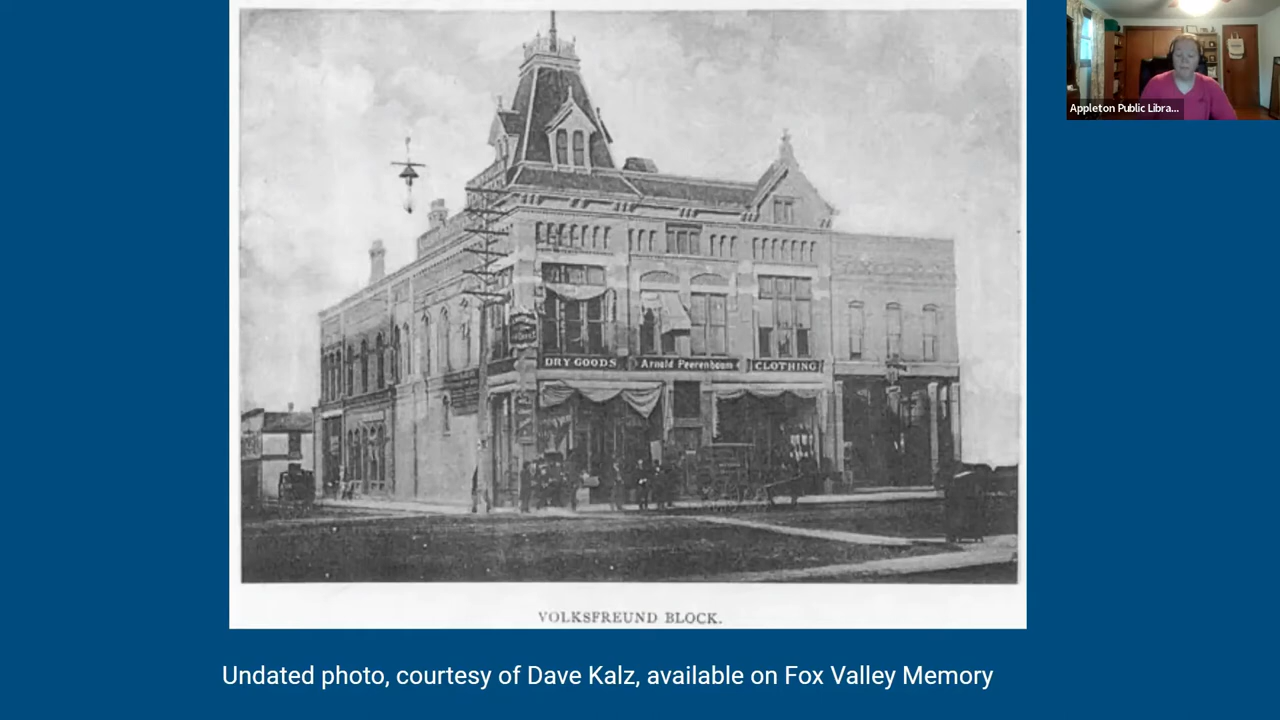 Appleton Public Libra...
DRY GOODS
Arnold Peerenboom
CLOTHING
VOLKSFREUND BLOCK.
Undated photo, courtesy of Dave Kalz, available on Fox Valley Memory